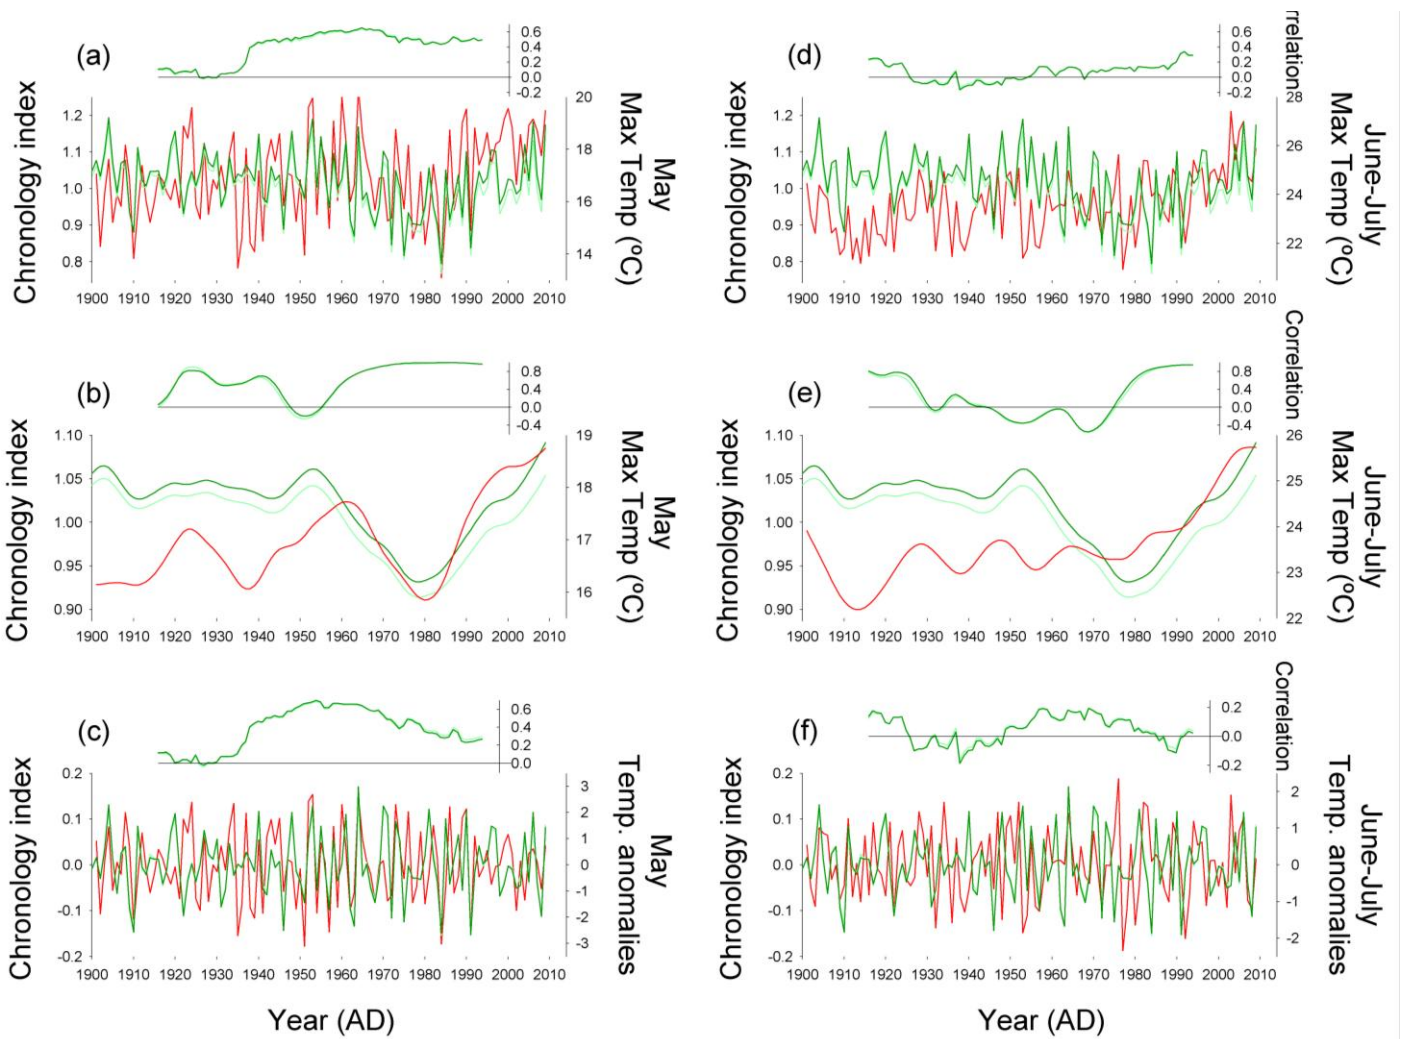 (a)
0.6
0.4
0.2
0.0
-0.2
Chronology index
1.2
1.1
1.0
0.9
0.8
20
18
16
14
May
Max Temp (ºC)
1900 1910 1920 1930 1940 1950 1960 1970 1980 1990 2000 2010
(d)
0.6
0.4
0.2
0.0
-0.2
rrelation
Chronology index
1.2
1.1
1.0
0.9
0.8
28
26
24
22
June-July
Max Temp (ºC)
1900 1910 1920 1930 1940 1950 1960 1970 1980 1990 2000 2010
(b)
0.8
0.4
0.0
-0.4
Chronology index
1.10
1.05
1.00
0.95
0.90
19
18
17
16
May
Max Temp (ºC)
1900 1910 1920 1930 1940 1950 1960 1970 1980 1990 2000 2010
(e)
0.8
0.4
0.0
-0.4
Correlation
Chronology index
1.10
1.05
1.00
0.95
0.90
26
25
24
23
22
June-July
Max Temp (ºC)
1900 1910 1920 1930 1940 1950 1960 1970 1980 1990 2000 2010
(c)
0.6
0.4
0.2
0.0
Chronology index
0.2
0.1
0.0
-0.1
-0.2
3
2
1
0
-1
-2
-3
May
Temp. anomalies
1900 1910 1920 1930 1940 1950 1960 1970 1980 1990 2000 2010
Year (AD)
(f)
0.2
0.0
-0.2
Correlation
Chronology index
0.2
0.1
0.0
-0.1
-0.2
2
1
0
-1
-2
June-July
Temp. anomalies
1900 1910 1920 1930 1940 1950 1960 1970 1980 1990 2000 2010
Year (AD)